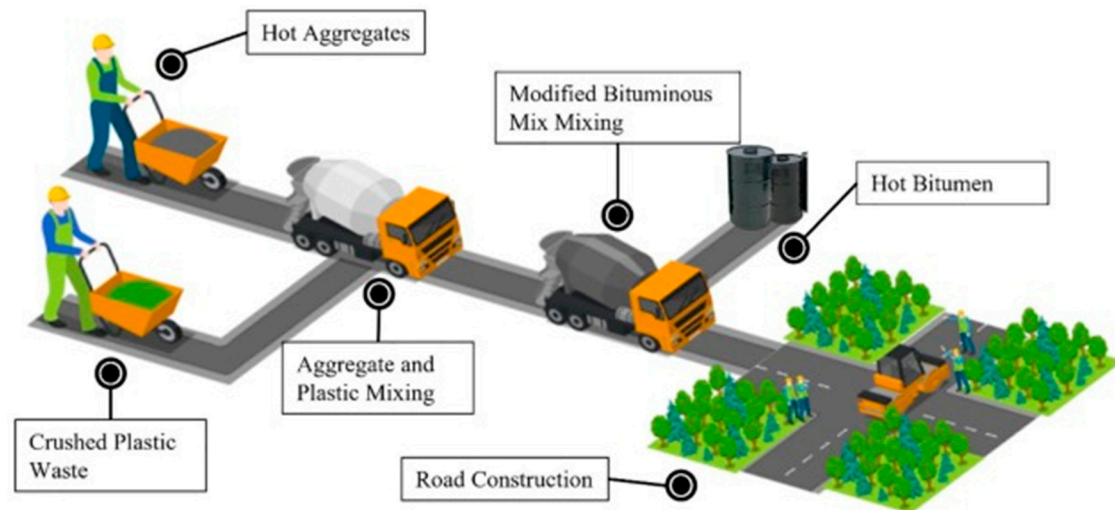 Hot Aggregates
Modified Bituminous
Mix Mixing
Hot Bitumen
Aggregate and
Plastic Mixing
Crushed Plastic
Waste
Road Construction